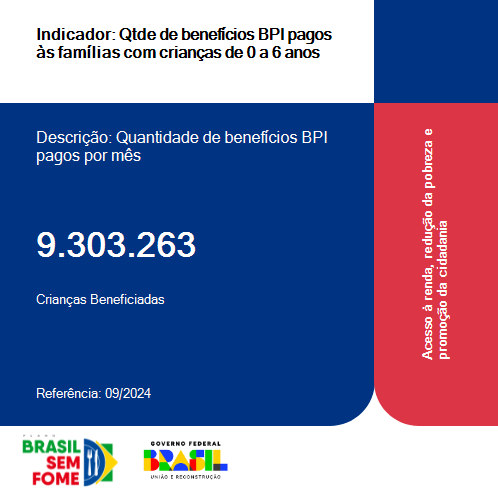 Indicador: Qtde de benefícios BPI pagos
às famílias com crianças de 0 a 6 anos
Descrição: Quantidade de benefícios BPI
pagos por mês
9.303.263
Crianças Beneficiadas
Referência: 09/2024
Acesso à renda, redução da pobreza e
promoção da cidadania
PLANO
BRASIL
SEM
FOME
GOVERNO FEDERAL
BRASIL
UNIÃO E RECONSTRUÇÃO